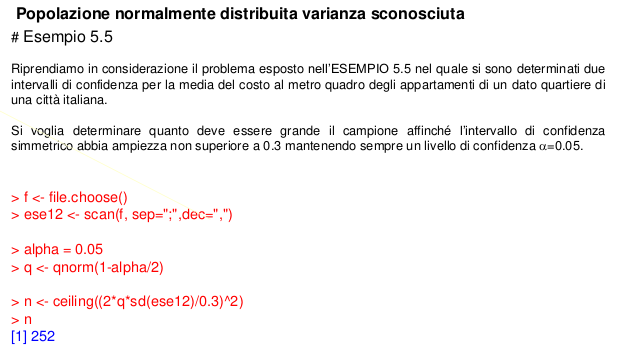 Popolazione normalmente distribuita varianza sconosciuta
# Esempio 5.5
Riprendiamo in considerazione il problema esposto nell'ESEMPIO 5.5 nel quale si sono determinati due
intervalli di confidenza per la media del costo al metro quadro degli appartamenti di un dato quartiere di
una città italiana.
Si voglia determinare quanto deve essere grande il campione affinché l'intervallo di confidenza
simmetrico abbia ampiezza non superiore a 0.3 mantenendo sempre un livello di confidenza α=0.05.
> f <- file.choose()
> ese12 <- scan(f, sep=";",dec=",")
> alpha = 0.05
> q <- qnorm(1-alpha/2)
> n <- ceiling((2*q*sd(ese12)/0.3)^2)
> n
[1] 252